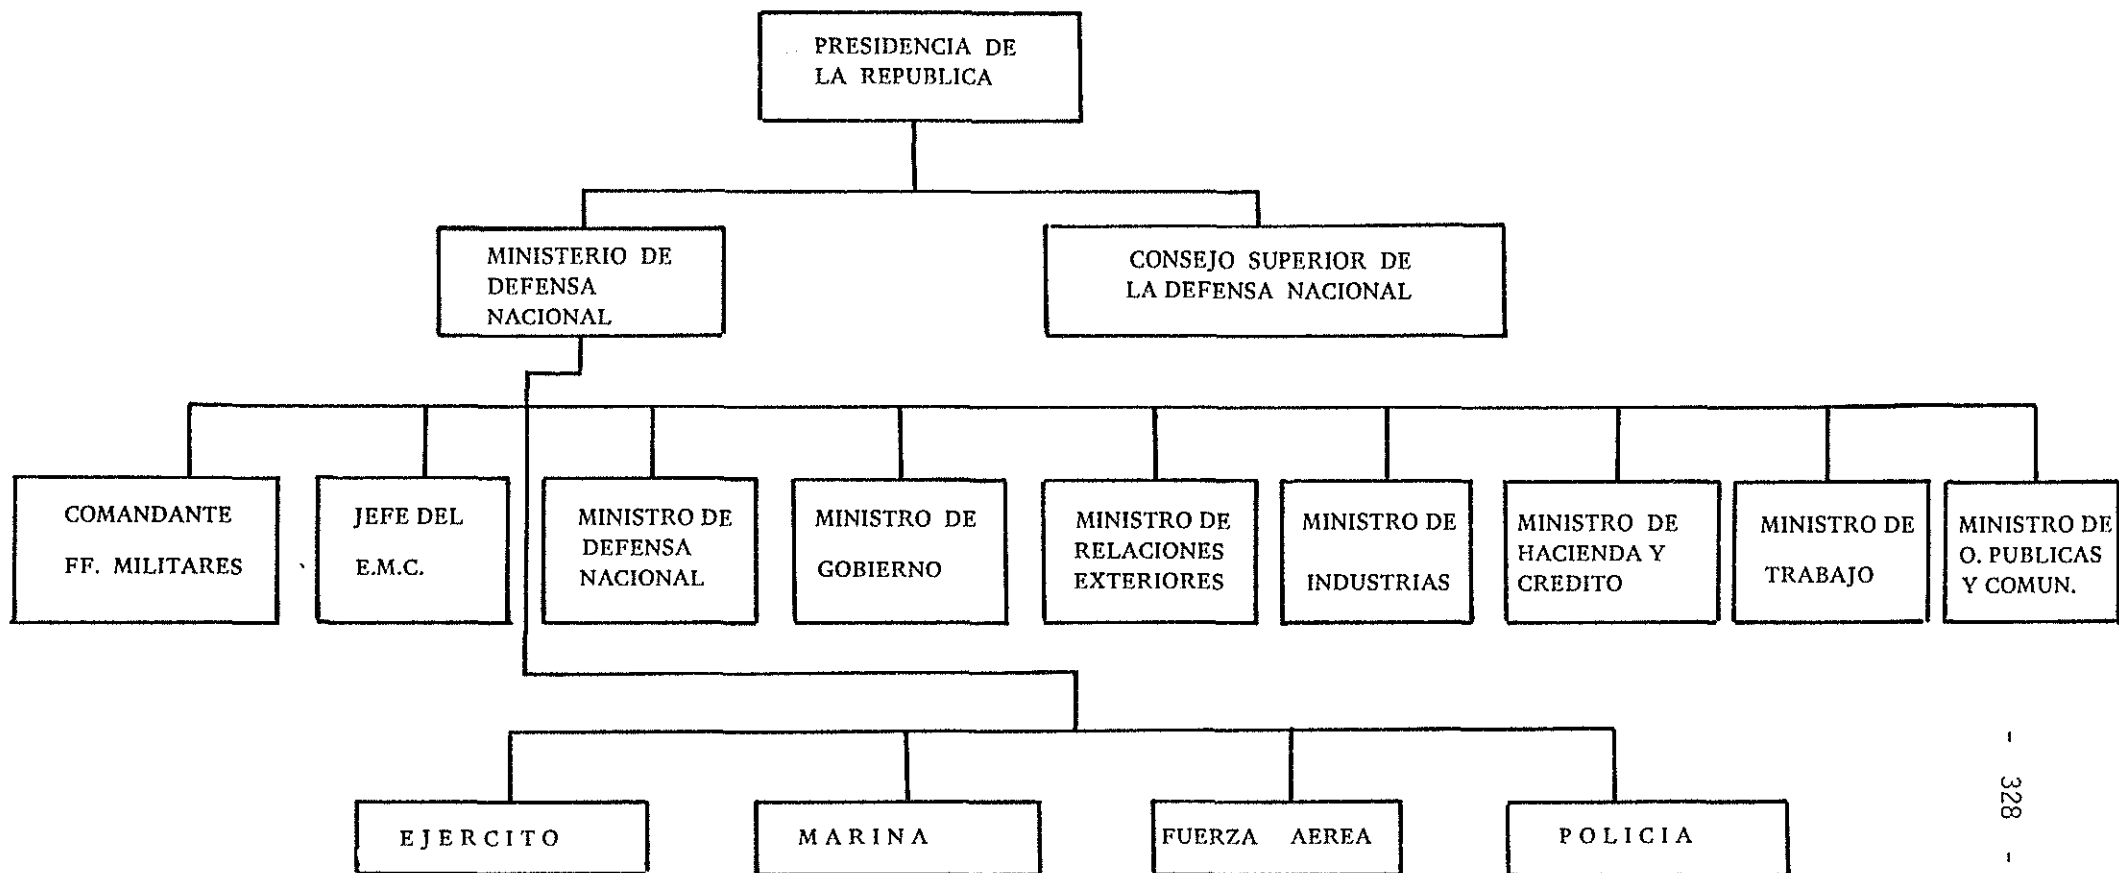 PRESIDENCIA DE
LA REPUBLICA
MINISTERIO DE
DEFENSA
NACIONAL
CONSEJO SUPERIOR DE
LA DEFENSA NACIONAL
COMANDANTE
FF. MILITARES
JEFE DEL
E.M.C.
MINISTRO DE
DEFENSA
NACIONAL
MINISTRO DE
GOBIERNO
MINISTRO DE
RELACIONES
EXTERIORES
MINISTRO DE
INDUSTRIAS
MINISTRO DE
HACIENDA Y
CREDITO
MINISTRO DE
TRABAJO
MINISTRO DE
O. PUBLICAS
Y COMUN.
EJERCITO
MARINA
FUERZA AEREA
POLICIA
- 328 -